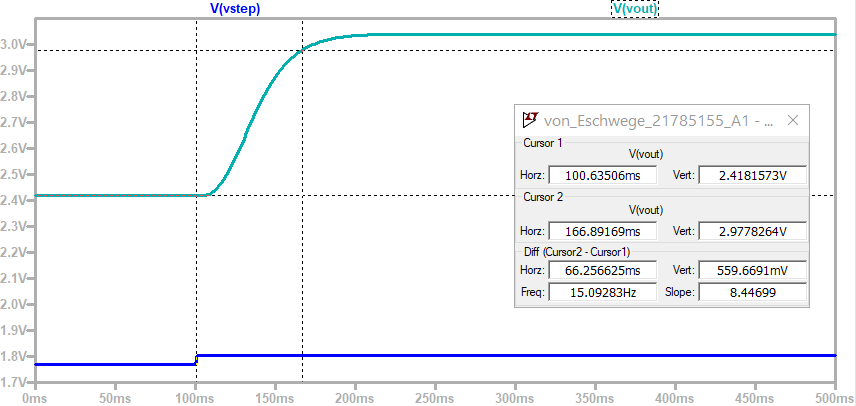 V(vstep) V(vout)
3.0V
2.9V
2.8V
2.7V
2.6V
2.5V
2.4V
2.3V
2.2V
2.1V
2.0V
1.9V
1.8V
1.7V
0ms 50ms 100ms 150ms 200ms 250ms 300ms 350ms 400ms 450ms 500ms
von_Eschwege_21785155_A1 - ...
Cursor 1
V(vout)
Horz: 100.63506ms Vert: 2.4181573V
Cursor 2
V(vout)
Horz: 166.89169ms Vert: 2.9778264V
Diff (Cursor2 - Cursor1)
Horz: 66.256625ms Vert: 559.6691mV
Freq: 15.09283Hz Slope: 8.44699